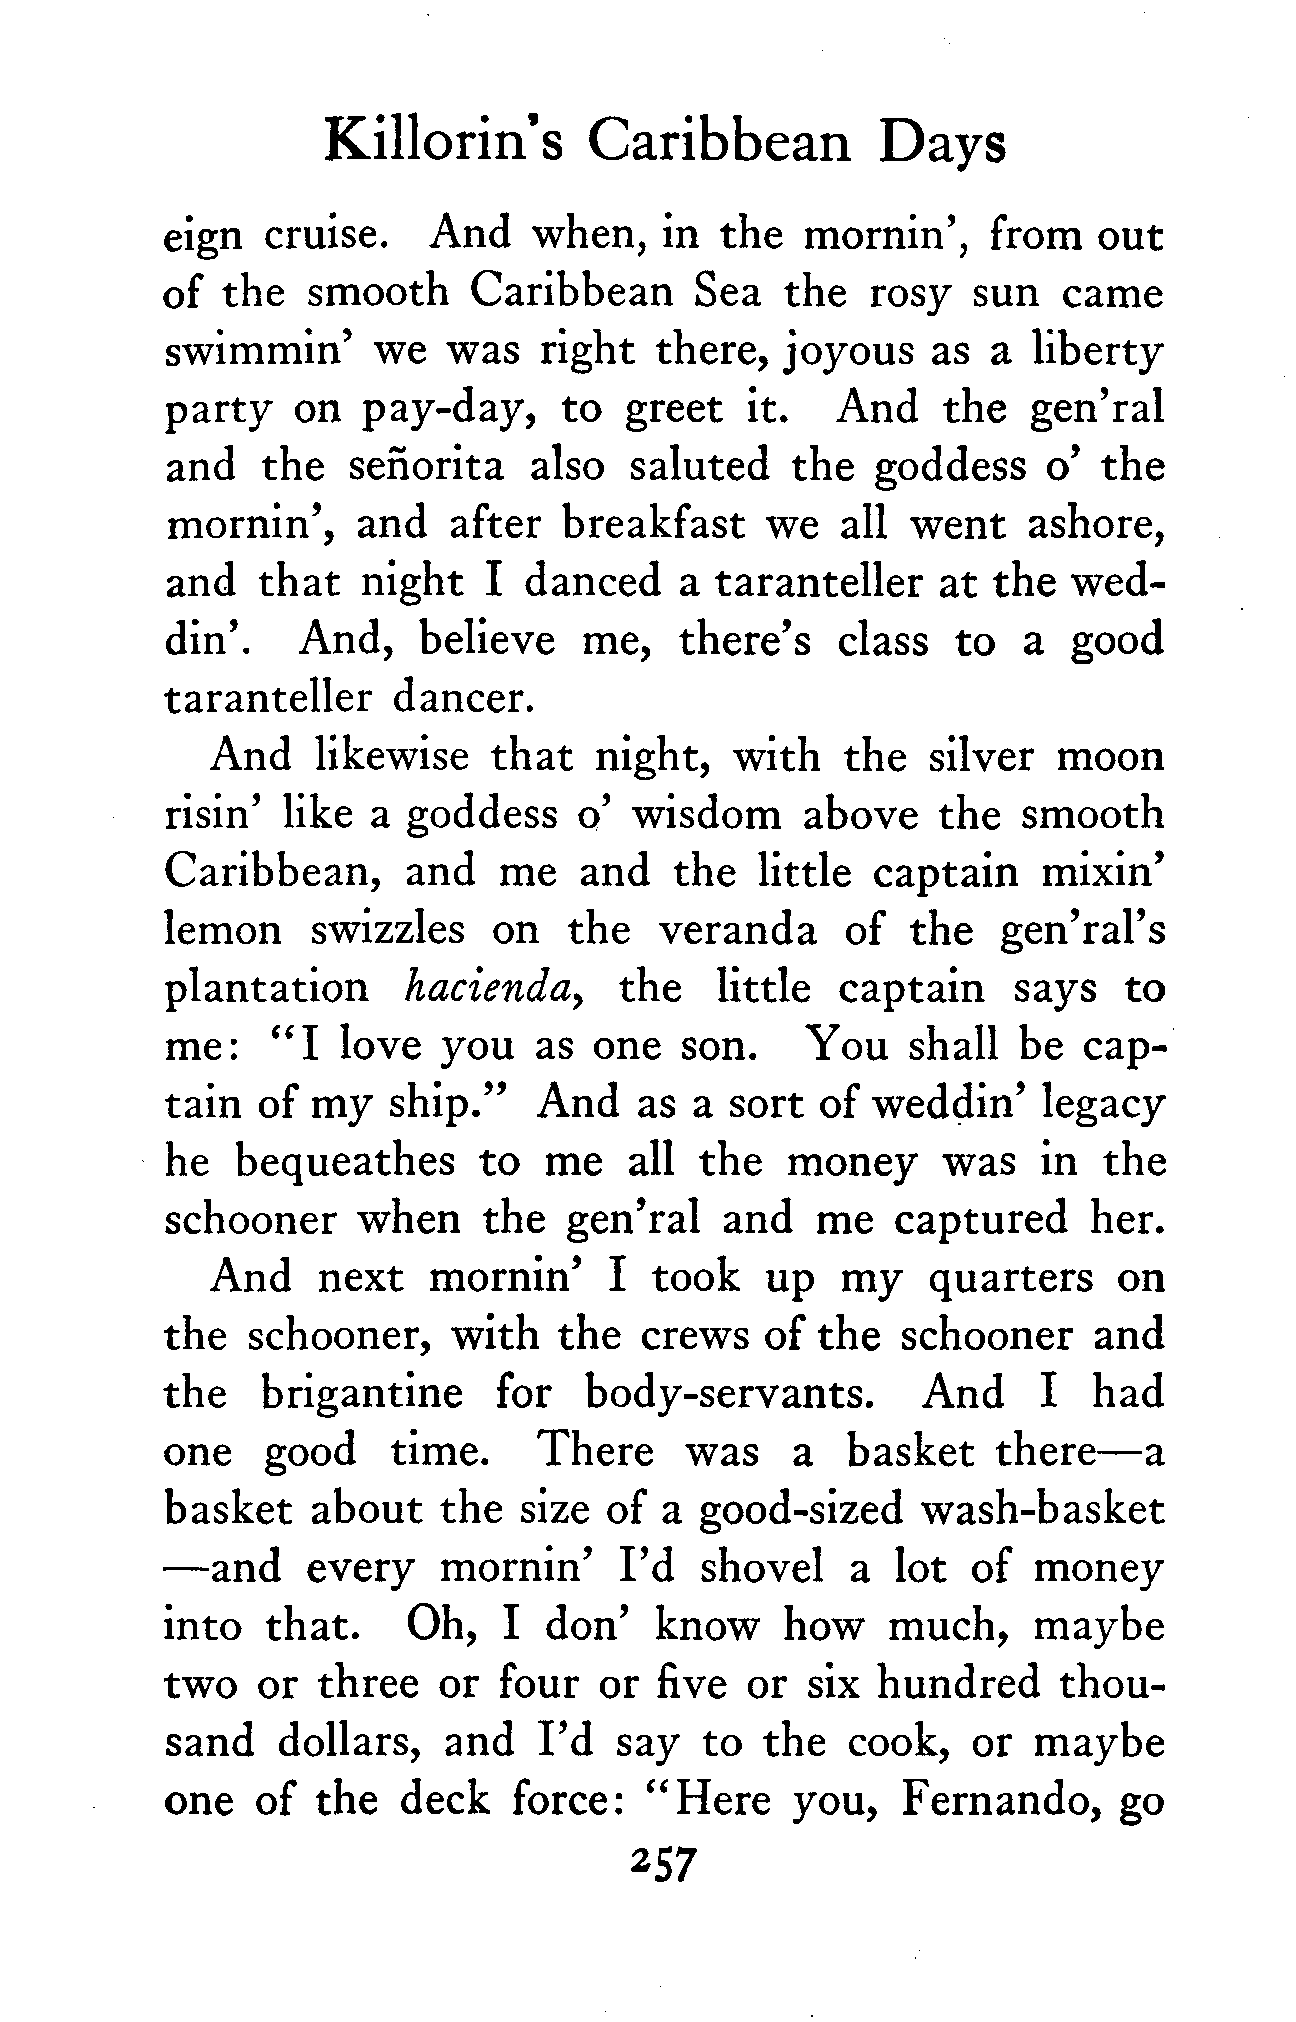 Killorin's Caribbean Days
eign cruise. And when, in the mornin', from out
of the smooth Caribbean Sea the rosy sun came
swimmin' we was right there, joyous as a liberty
party on pay-day, to greet it. And the gen'ral
and the señorita also saluted the goddess o' the
mornin', and after breakfast we all went ashore,
and that night I danced a taranteller at the wed-
din'. And, believe me, there's class to a good
taranteller dancer.
And likewise that night, with the silver moon
risin' like a goddess o' wisdom above the smooth
Caribbean, and me and the little captain mixin'
lemon swizzles on the veranda of the gen'ral's
plantation hacienda, the little captain says to
me: "I love you as one son. You shall be cap-
tain of my ship." And as a sort of weddin' legacy
he bequeathes to me all the money was in the
schooner when the gen'ral and me captured her.
And next mornin' I took up my quarters on
the schooner, with the crews of the schooner and
the brigantine for body-servants. And I had
one good time. There was a basket there—a
basket about the size of a good-sized wash-basket
—and every mornin' I'd shovel a lot of money
into that. Oh, I don' know how much, maybe
two or three or four or five or six hundred thou-
sand dollars, and I'd say to the cook, or maybe
one of the deck force: "Here you, Fernando, go
257